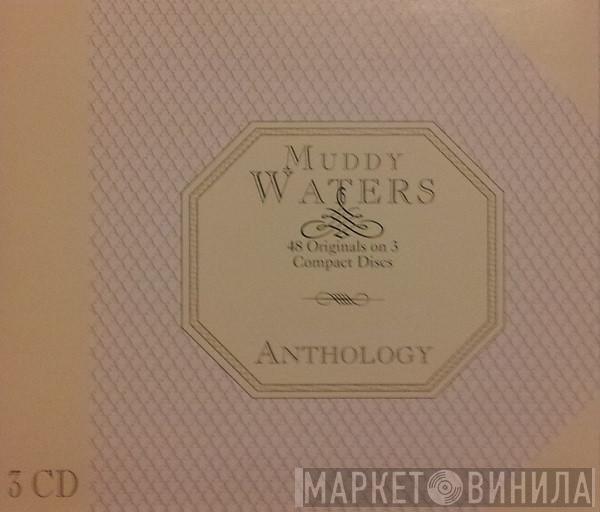 MUDDY
WATERS
48 Originals on 3
Compact Discs
ANTHOLOGY
3 CD
МАРКЕТ ВИНИЛА